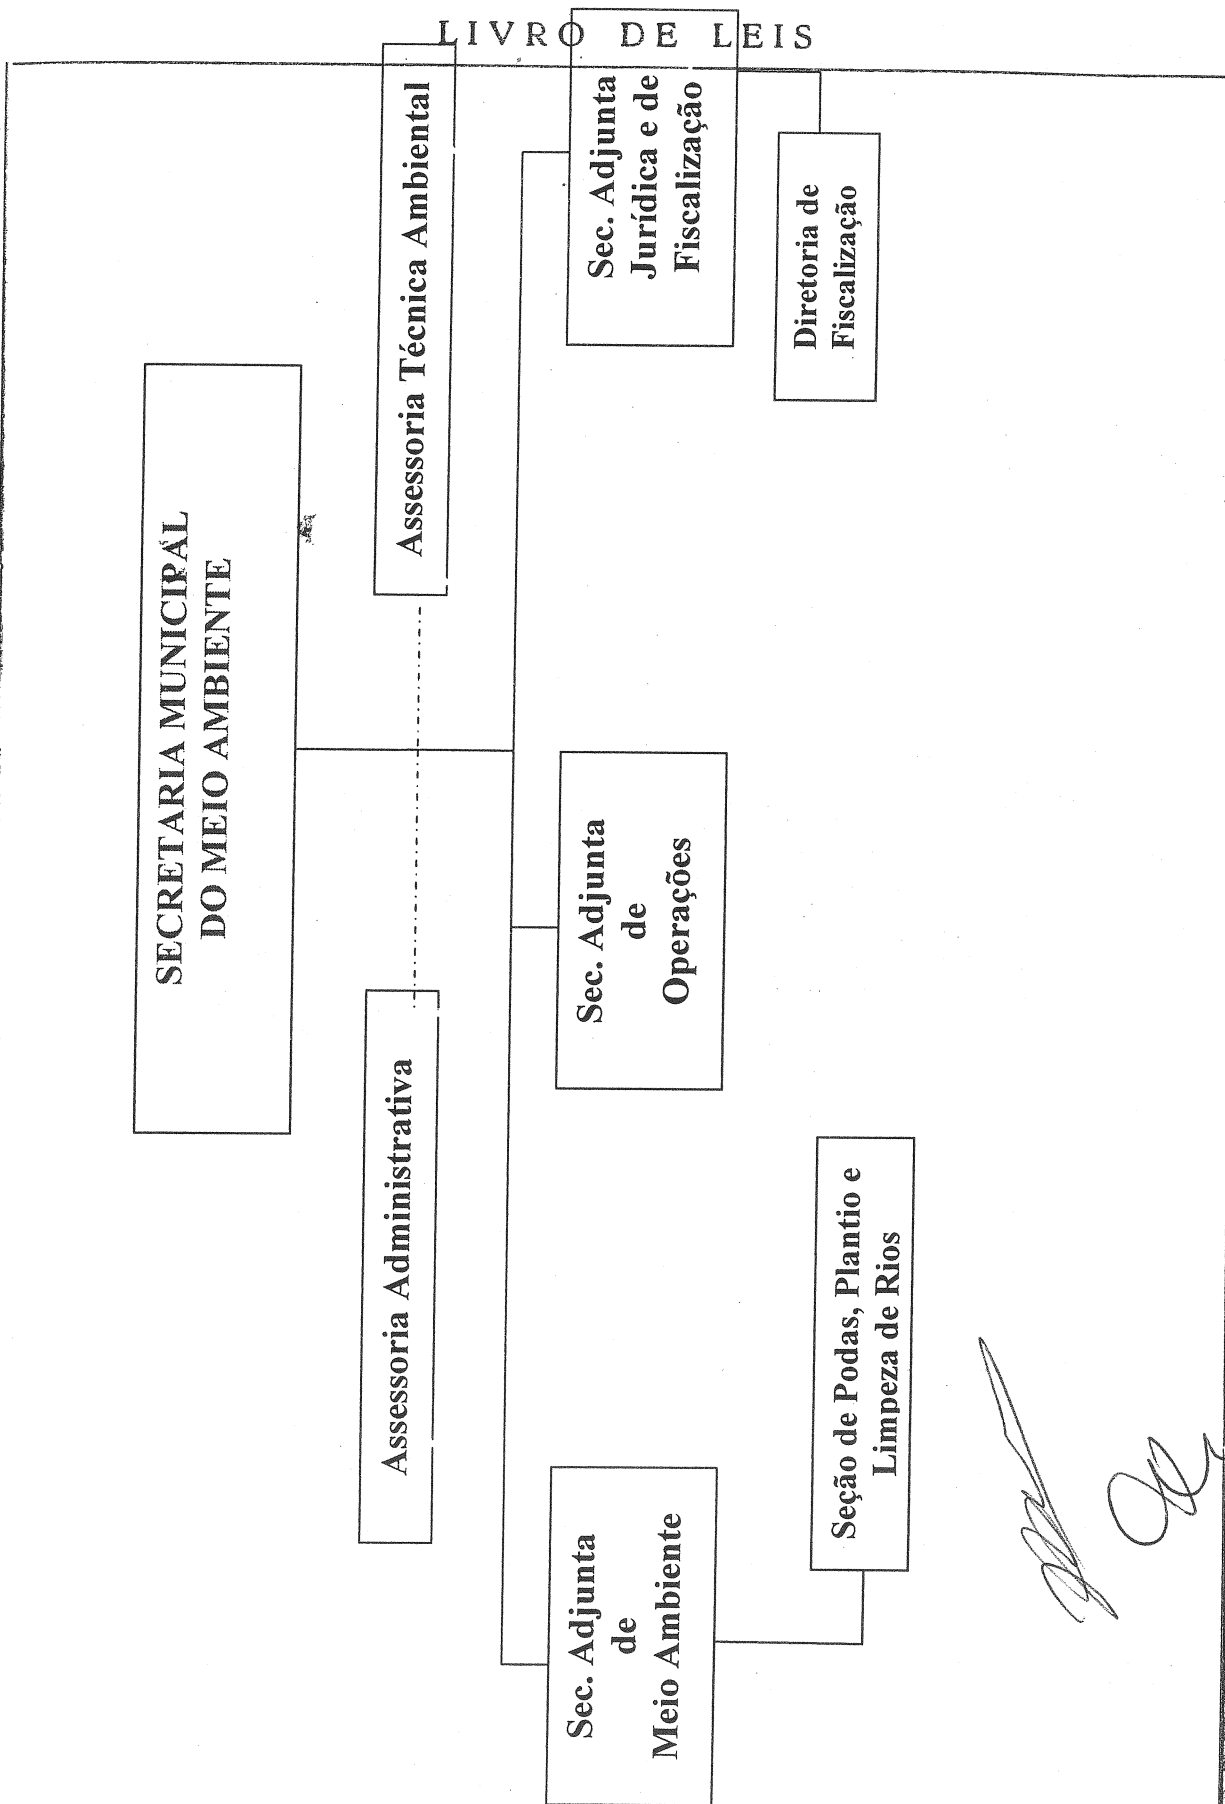 LIVRO DE LEIS
SECRETARIA MUNICIPAL
DO MEIO AMBIENTE
Assessoria Administrativa
Assessoria Técnica Ambiental
Sec. Adjunta
de
Meio Ambiente
Sec. Adjunta
de
Operações
Sec. Adjunta
Jurídica e de
Fiscalização
Seção de Podas, Plantio e
Limpeza de Rios
Diretoria de
Fiscalização